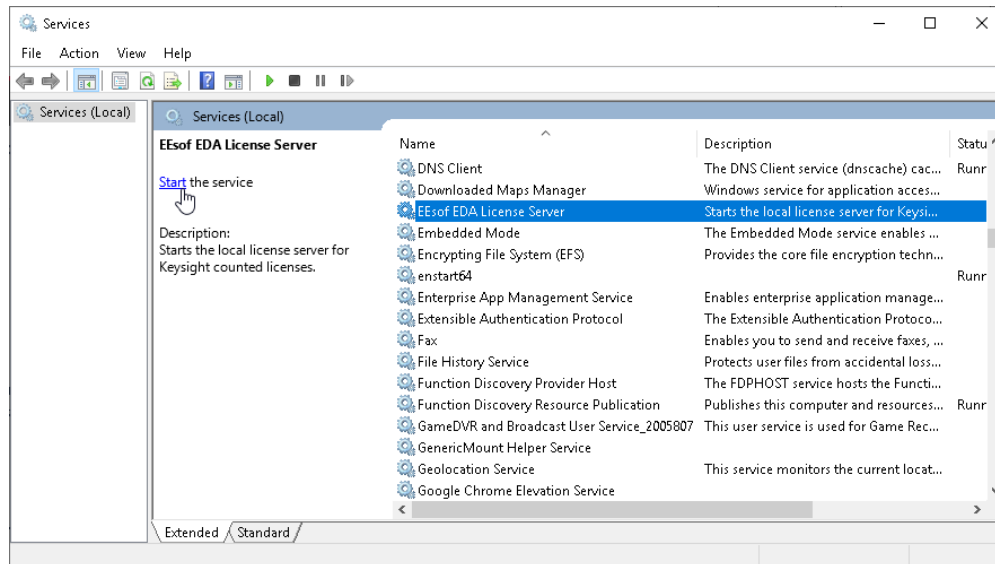 Services
File Action View Help
Services (Local)
Services (Local)
EEsof EDA License Server
Start the service
Description:
Starts the local license server for
Keysight counted licenses.
Name Description Statu
DNS Client The DNS Client service (dnscache) cac... Runr
Downloaded Maps Manager Windows service for application acces...
EEsof EDA License Server Starts the local license server for Keysi...
Embedded Mode The Embedded Mode service enables ...
Encrypting File System (EFS) Provides the core file encryption techn...
enstart64 Runr
Enterprise App Management Service Enables enterprise application manage...
Extensible Authentication Protocol The Extensible Authentication Protoco...
Fax Enables you to send and receive faxes, ...
File History Service Protects user files from accidental loss...
Function Discovery Provider Host The FDPHOST service hosts the Functi...
Function Discovery Resource Publication Publishes this computer and resources... Runr
GameDVR and Broadcast User Service_2005807 This user service is used for Game Rec...
GenericMount Helper Service
Geolocation Service This service monitors the current locat...
Google Chrome Elevation Service
Extended Standard